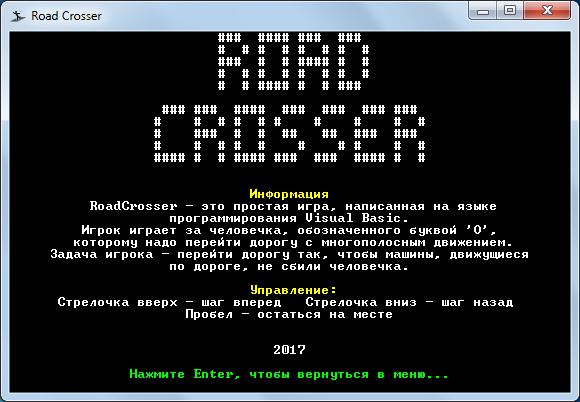 Road Crosser
ROAD
CROSSER
Информация
RoadCrosser - это простая игра, написанная на языке
программирования Visual Basic.
Игрок играет за человечка, обозначенного буквой 'O',
которому надо перейти дорогу с многополосным движением.
Задача игрока - перейти дорогу так, чтобы машины, движущиеся
по дороге, не сбили человечка.
Управление:
Стрелочка вверх - шаг вперед   Стрелочка вниз - шаг назад
Пробел - остаться на месте
2017
Нажмите Enter, чтобы вернуться в меню...